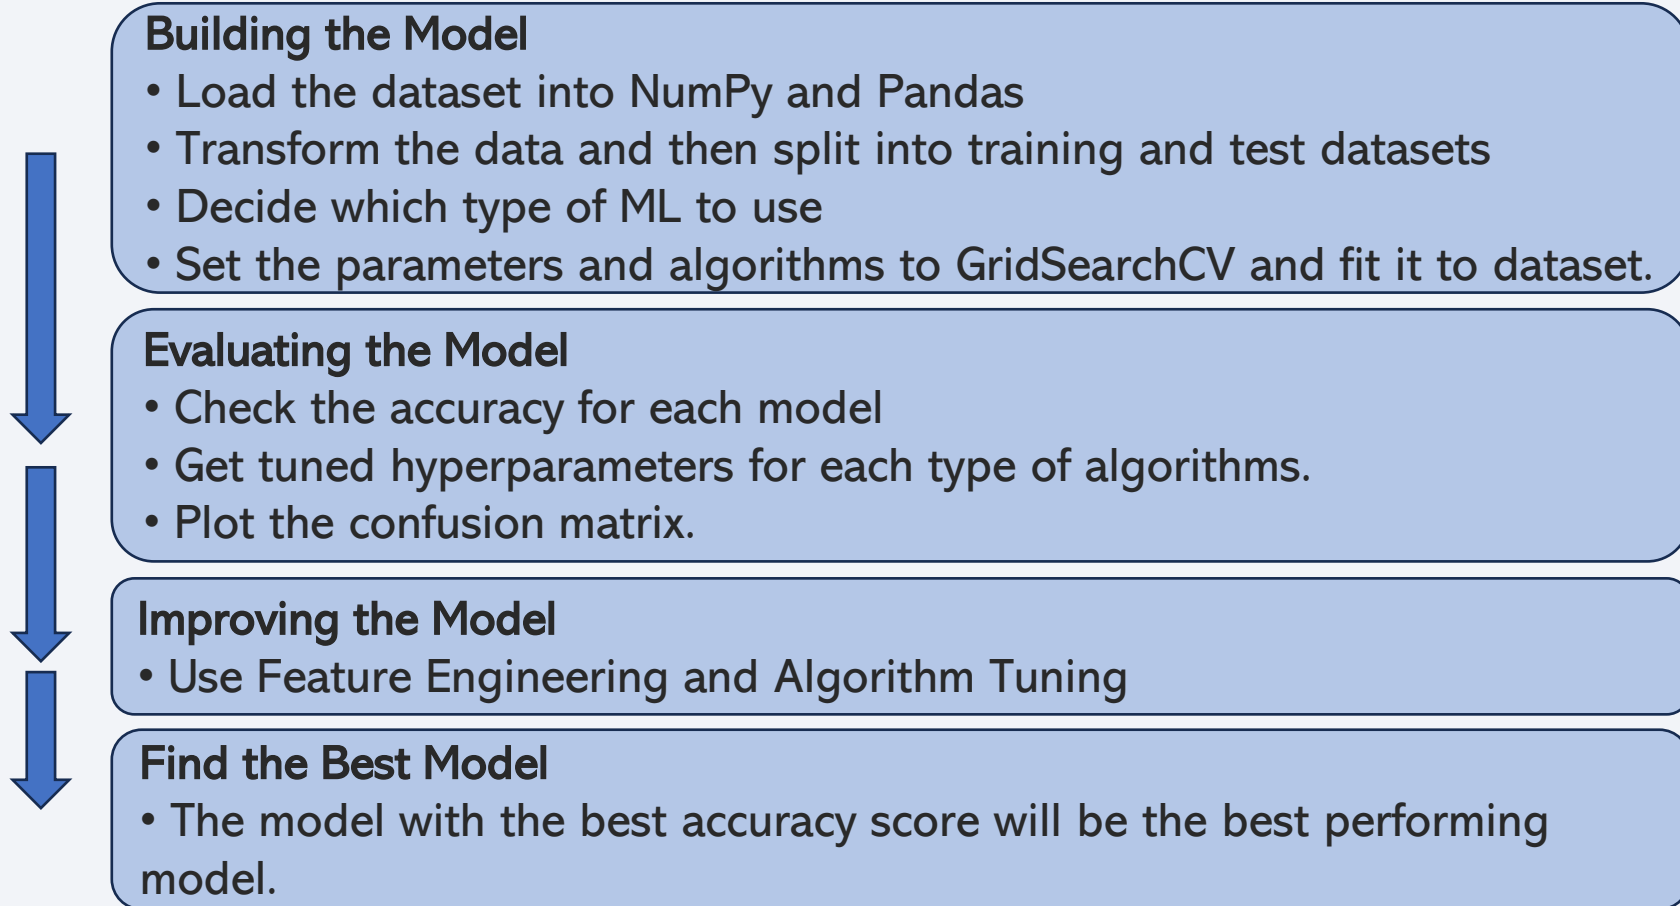 Building the Model
• Load the dataset into NumPy and Pandas
• Transform the data and then split into training and test datasets
• Decide which type of ML to use
• Set the parameters and algorithms to GridSearchCV and fit it to dataset.
Evaluating the Model
• Check the accuracy for each model
• Get tuned hyperparameters for each type of algorithms.
• Plot the confusion matrix.
Improving the Model
• Use Feature Engineering and Algorithm Tuning
Find the Best Model
• The model with the best accuracy score will be the best performing
model.